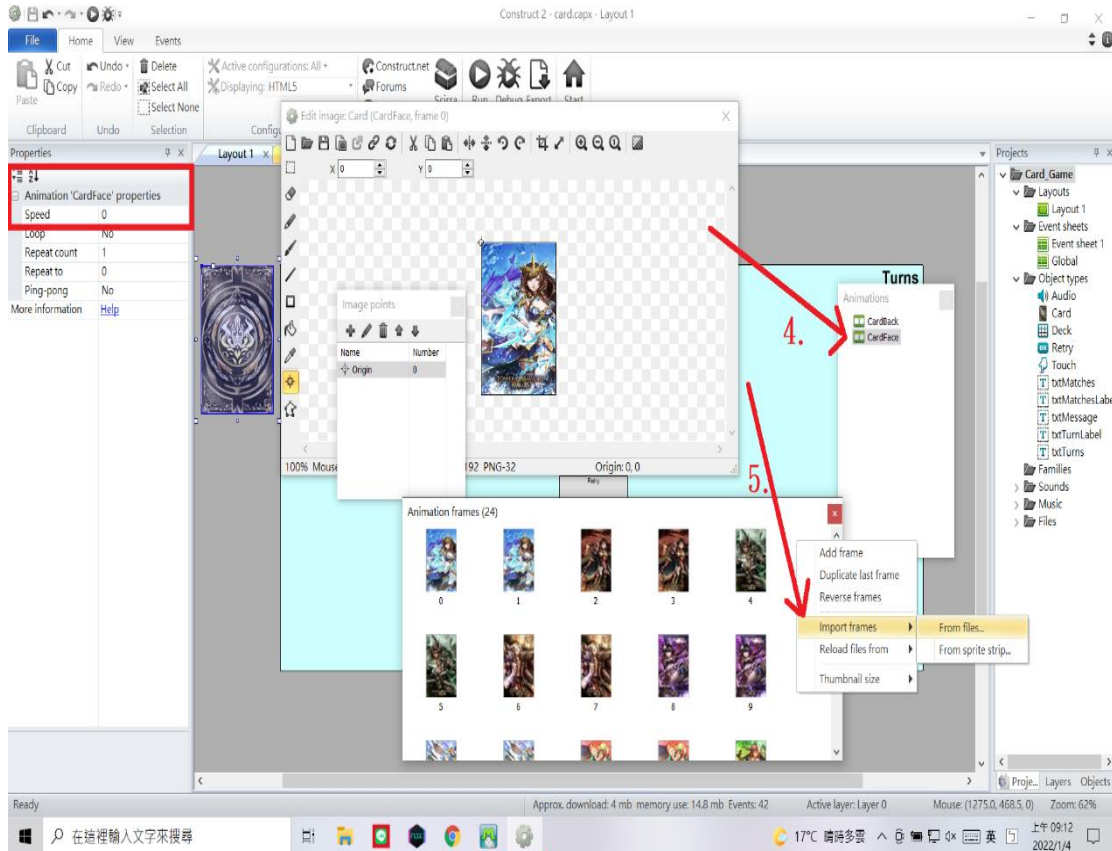 Construct 2 - card.capx - Layout 1
File Home View Events
Cut Undo Delete Active configurations: All Construct.net
Copy Redo Select All Displaying: HTML5 Forums
Paste Select None Scirra Run Debug Export Start
Clipboard Undo Selection Configu
Edit image: Card (CardFace, frame 0)
X 0 Y 0
Properties
Layout 1 x
Animation 'CardFace' properties
Speed 0
Loop No
Repeat count 1
Repeat to 0
Ping-pong No
More information Help
Image points
Name Number
Origin 0
100% Mouse 192 PNG-32 Origin: 0, 0
Retry
Turns
4.
Animations
CardBack
CardFace
5.
Animation frames (24)
0 1 2 3 4
5 6 7 8 9
Add frame
Duplicate last frame
Reverse frames
Import frames
Reload files from
Thumbnail size
From files...
From sprite strip...
Projects
Card_Game
Layouts
Layout 1
Event sheets
Event sheet 1
Global
Object types
Audio
Card
Deck
Retry
Touch
txtMatches
txtMatchesLabe
txtMessage
txtTurnLabel
txtTurns
Families
Sounds
Music
Files
Proje... Layers Objects
Ready Approx. download: 4 mb memory use: 14.8 mb Events: 42 Active layer: Layer 0 Mouse: (1275.0, 468.5, 0) Zoom: 62%
在這裡輸入文字來搜尋
17°C 晴時多雲 英
上午 09:12
2022/1/4